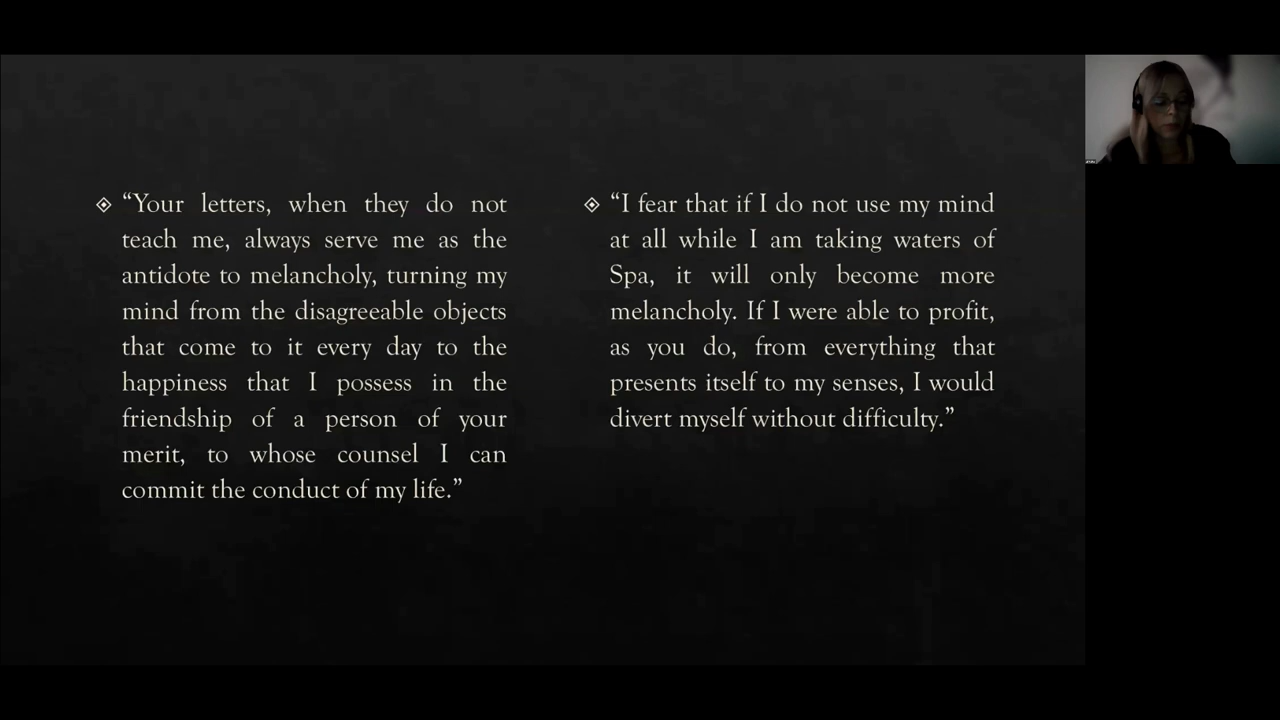 “Your letters, when they do not
teach me, always serve me as the
antidote to melancholy, turning my
mind from the disagreeable objects
that come to it every day to the
happiness that I possess in the
friendship of a person of your
merit, to whose counsel I can
commit the conduct of my life.”
“I fear that if I do not use my mind
at all while I am taking waters of
Spa, it will only become more
melancholy. If I were able to profit,
as you do, from everything that
presents itself to my senses, I would
divert myself without difficulty.”